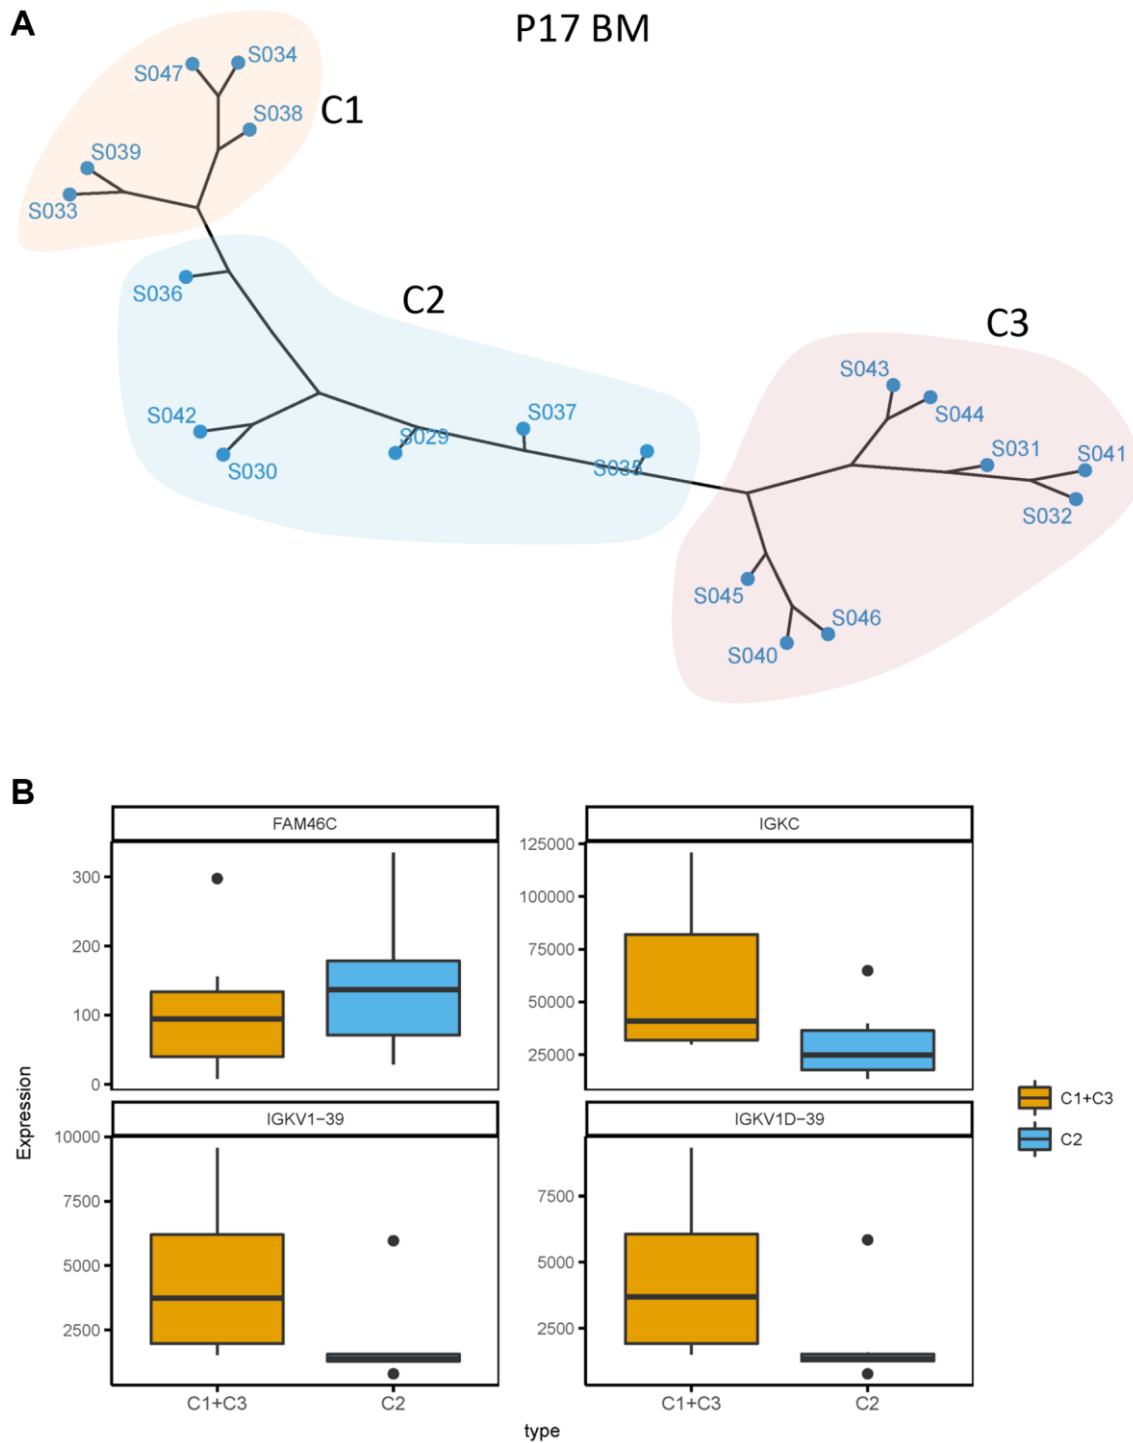 A
P17 BM
S047
S034
S038
C1
S039
S033
S036
C2
C3
S043
S044
S042
S037
S029
S030
S035
S031
S041
S032
S045
S046
S040
B
FAM46C
IGKC
300
200
100
0
125000
100000
75000
50000
25000
Expression
C1+C3
C2
IGKV1−39
IGKV1D−39
10000
7500
5000
2500
7500
5000
2500
C1+C3
C2
C1+C3
C2
type